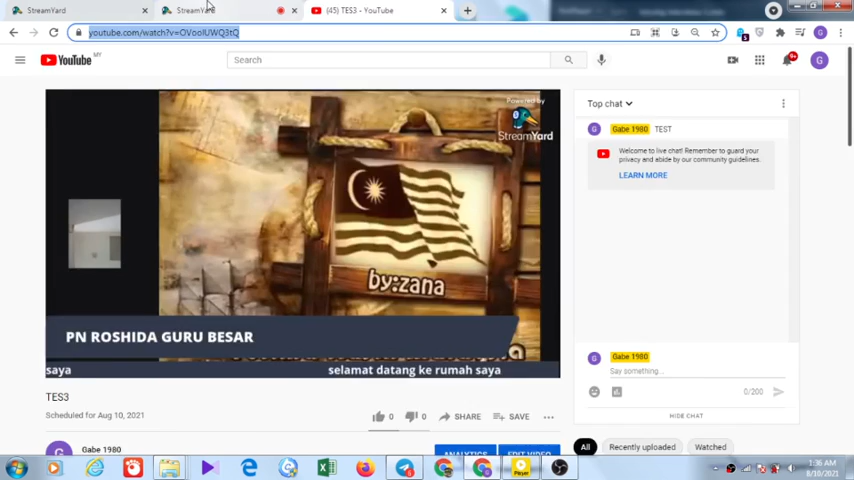 StreamYard
StreamYard
(45) TES3 - YouTube
youtube.com/watch?v=OVoolUWQ3tQ
YouTube
MY
Search
9+
G
Powered by
StreamYard
by:zana
PN ROSHIDA GURU BESAR
saya
selamat datang ke rumah saya
Top chat
G Gabe 1980 TEST
Welcome to live chat! Remember to guard your
privacy and abide by our community guidelines.
LEARN MORE
G Gabe 1980
Say something...
0/200
HIDE CHAT
TES3
Scheduled for Aug 10, 2021
0 0 SHARE SAVE
G Gabe 1980
ANALYTICS EDIT VIDEO
All Recently uploaded Watched
Player
1:36 AM
8/10/2021